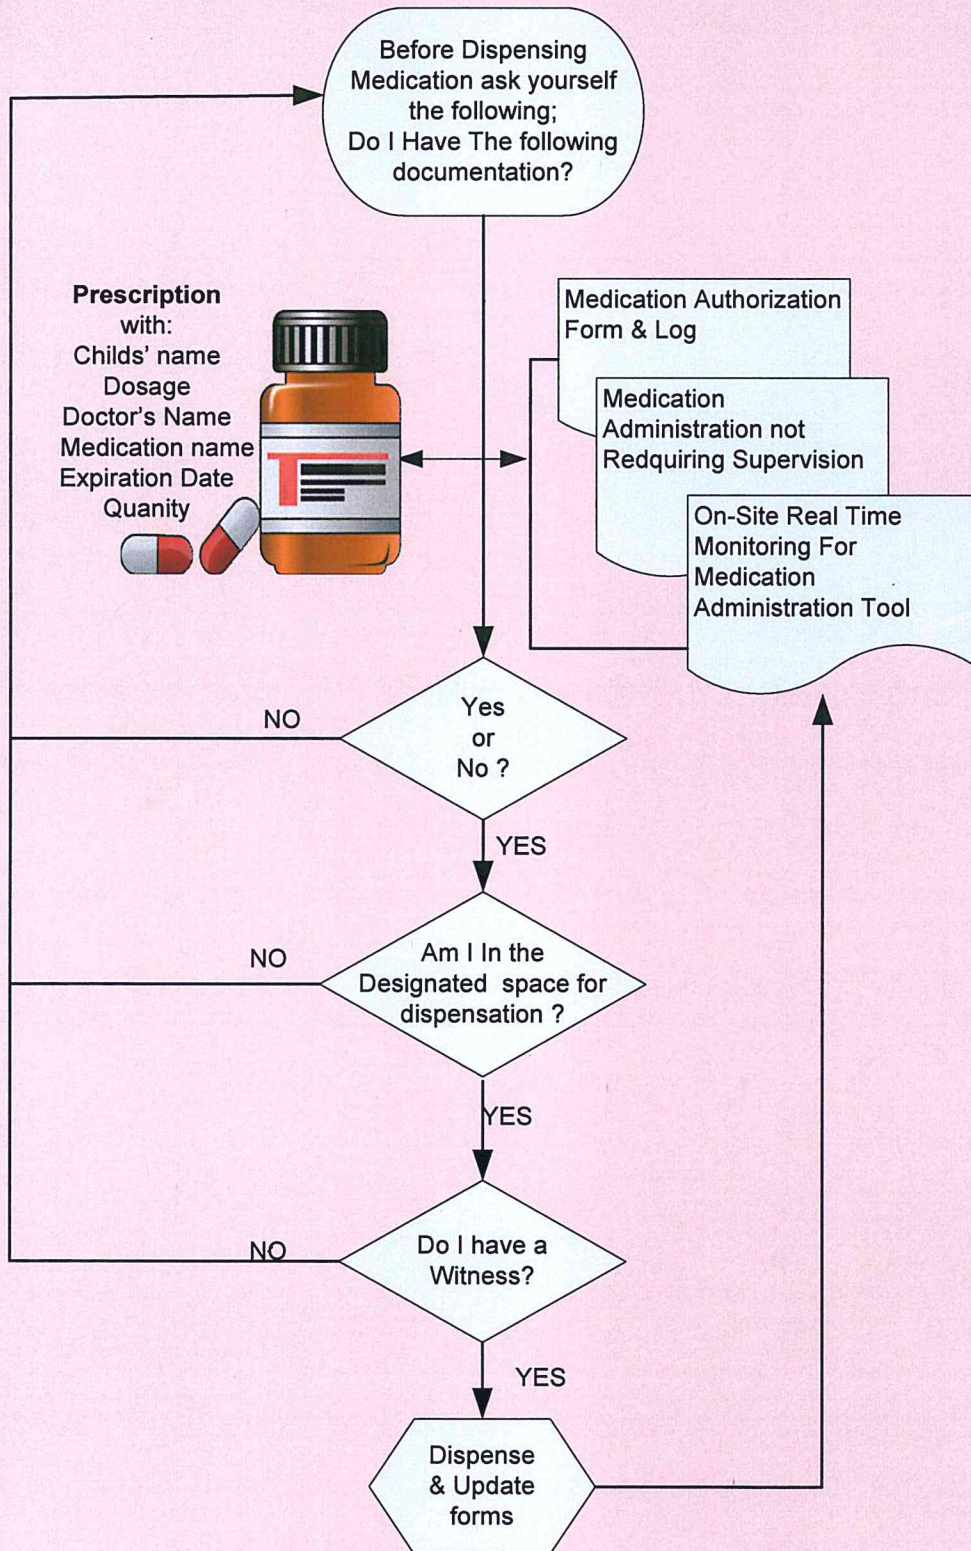 Before Dispensing
Medication ask yourself
the following;
Do I Have The following
documentation?
Prescription
with:
Childs' name
Dosage
Doctor's Name
Medication name
Expiration Date
Quanity
Medication Authorization
Form & Log
Medication
Administration not
Redquiring Supervision
On-Site Real Time
Monitoring For
Medication
Administration Tool
Yes
or
No ?
NO
YES
Am I In the
Designated space for
dispensation ?
NO
YES
Do I have a
Witness?
NO
YES
Dispense
& Update
forms